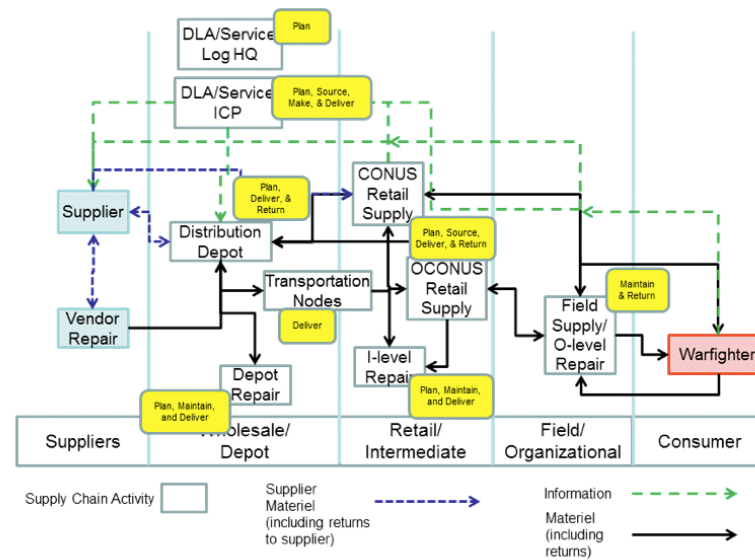 DLA/Service
Log HQ
Plan
DLA/Service
ICP
Plan, Source,
Make, & Deliver
Supplier
Plan,
Deliver, &
Return
Distribution
Depot
CONUS
Retail
Supply
Plan, Source,
Deliver, & Return
Vendor
Repair
Transportation
Nodes
Deliver
OCONUS
Retail
Supply
Maintain
& Return
Field
Supply/
O-level
Repair
Warfighter
Depot
Repair
I-level
Repair
Plan, Maintain,
and Deliver
Plan, Maintain,
and Deliver
Suppliers
Wholesale/
Depot
Retail/
Intermediate
Field/
Organizational
Consumer
Supply Chain Activity
Supplier
Materiel
(including returns
to supplier)
Information
Materiel
(including
returns)